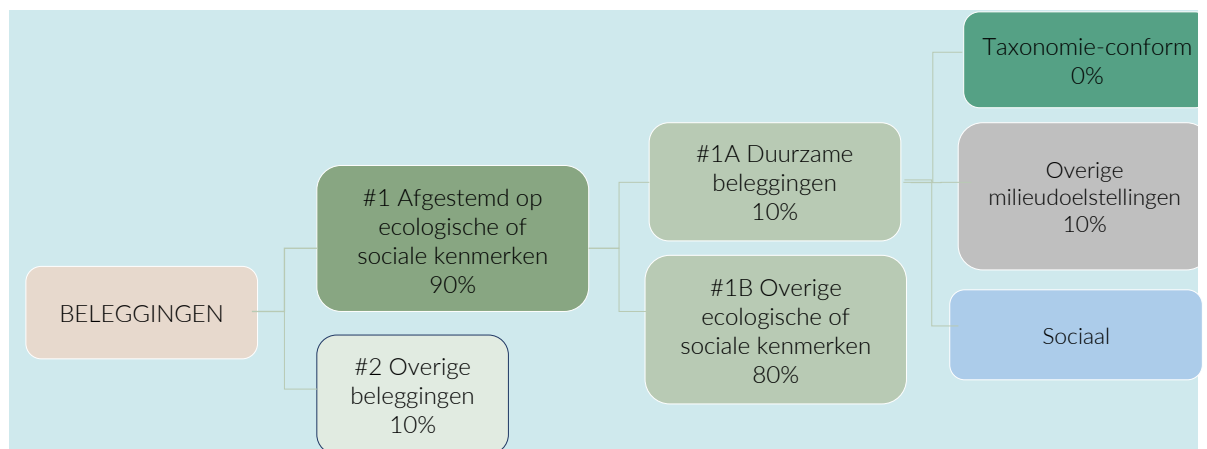 BELEGGINGEN
#1 Afgestemd op
ecologische of
sociale kenmerken
90%
#2 Overige
beleggingen
10%
#1A Duurzame
beleggingen
10%
#1B Overige
ecologische of
sociale kenmerken
80%
Taxonomie-conform
0%
Overige
milieudoelstellingen
10%
Sociaal